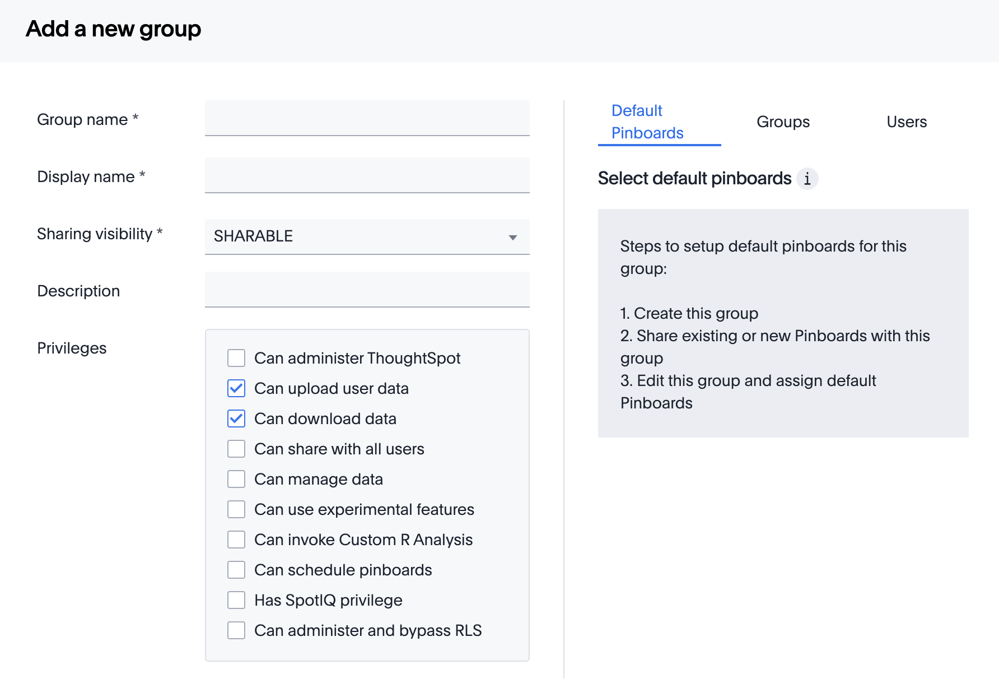 Add a new group
Group name *
Display name *
Sharing visibility *
SHARABLE
Description
Privileges
Can administer ThoughtSpot
Can upload user data
Can download data
Can share with all users
Can manage data
Can use experimental features
Can invoke Custom R Analysis
Can schedule pinboards
Has SpotIQ privilege
Can administer and bypass RLS
Default
Pinboards
Groups
Users
Select default pinboards i
Steps to setup default pinboards for this
group:
1. Create this group
2. Share existing or new Pinboards with this
group
3. Edit this group and assign default
Pinboards